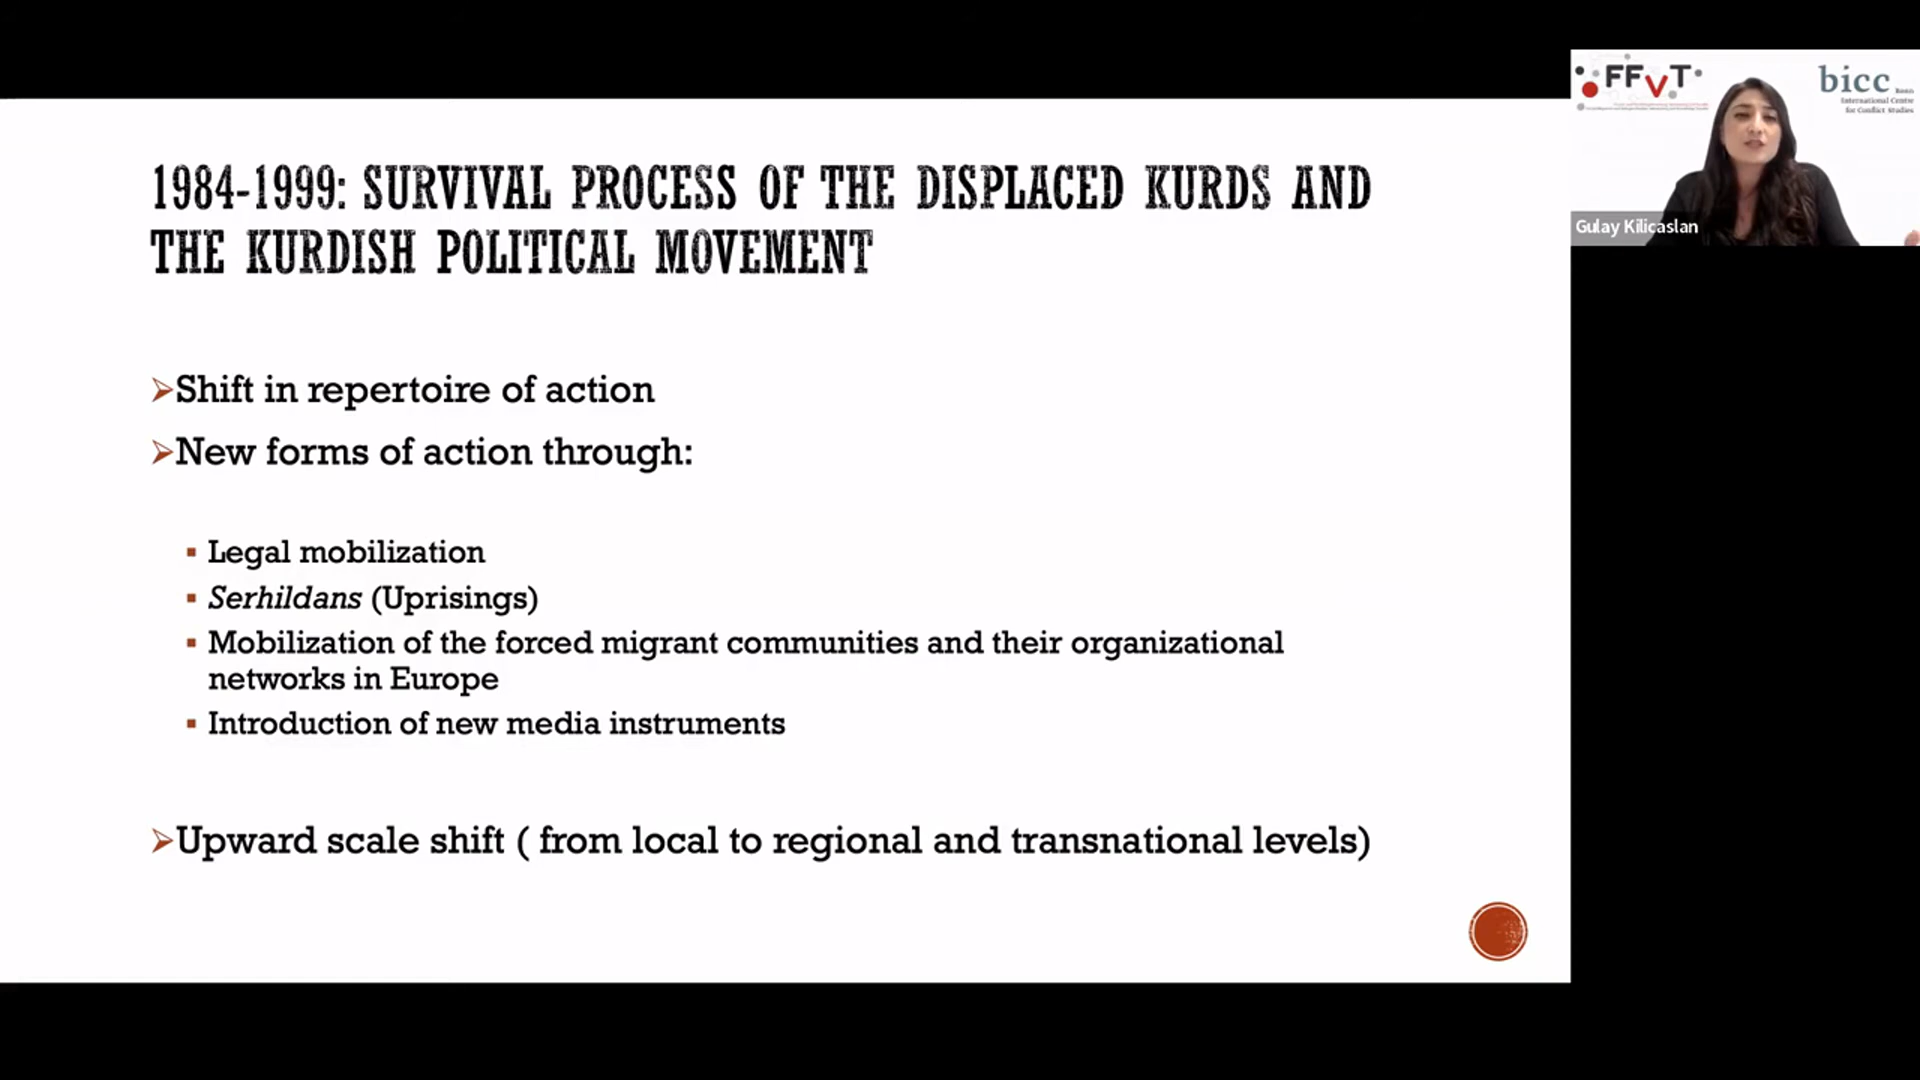 1984-1999: SURVIVAL PROCESS OF THE DISPLACED KURDS AND
THE KURDISH POLITICAL MOVEMENT
Shift in repertoire of action
New forms of action through:
Legal mobilization
Serhildans (Uprisings)
Mobilization of the forced migrant communities and their organizational
networks in Europe
Introduction of new media instruments
Upward scale shift ( from local to regional and transnational levels)
FFVT
bicc Bonn
International Centre
for Conflict Studies
Gulay Kilicaslan